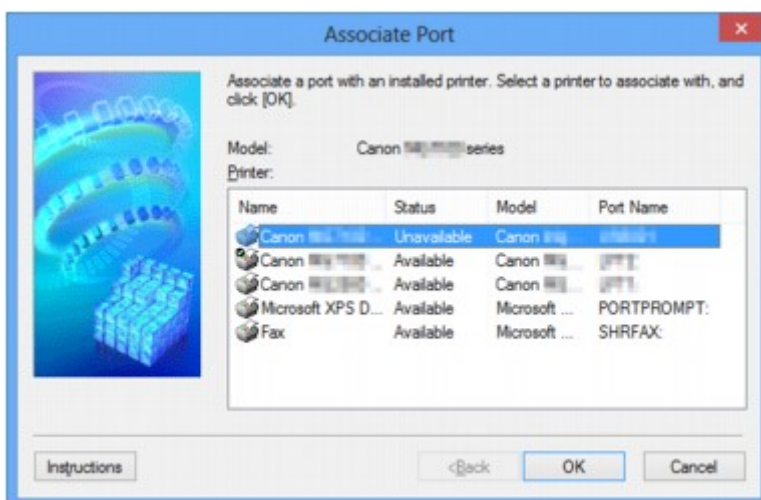 Associate Port
Associate a port with an installed printer. Select a printer to associate with, and
click [OK].
Model: Canon series
Printer:
Name Status Model Port Name
Canon ... Unavailable Canon
Canon ... Available Canon ...
Canon ... Available Canon ...
Microsoft XPS D... Available Microsoft ... PORTPROMPT:
Fax Available Microsoft ... SHRFAX:
Instructions <Back OK Cancel